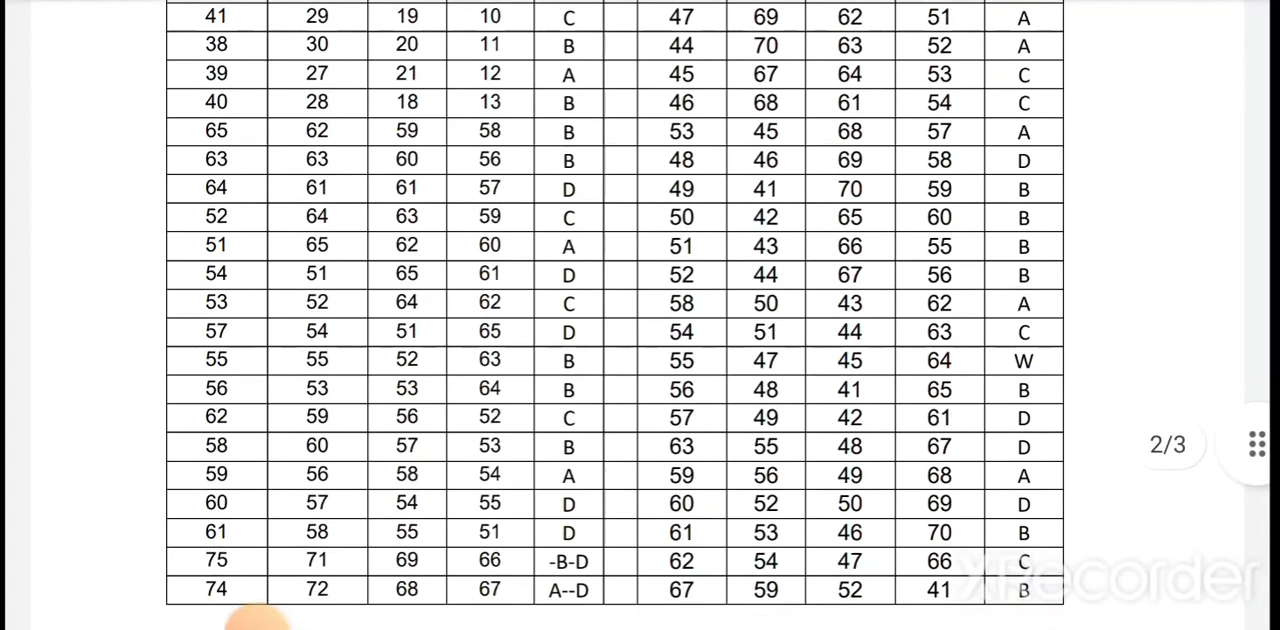 41 29 19 10 C 47 69 62 51 A
38 30 20 11 B 44 70 63 52 A
39 27 21 12 A 45 67 64 53 C
40 28 18 13 B 46 68 61 54 C
65 62 59 58 B 53 45 68 57 A
63 63 60 56 B 48 46 69 58 D
64 61 61 57 D 49 41 70 59 B
52 64 63 59 C 50 42 65 60 B
51 65 62 60 A 51 43 66 55 B
54 51 65 61 D 52 44 67 56 B
53 52 64 62 C 58 50 43 62 A
57 54 51 65 D 54 51 44 63 C
55 55 52 63 B 55 47 45 64 W
56 53 53 64 B 56 48 41 65 B
62 59 56 52 C 57 49 42 61 D
58 60 57 53 B 63 55 48 67 D
2/3
59 56 58 54 A 59 56 49 68 A
60 57 54 55 D 60 52 50 69 D
61 58 55 51 D 61 53 46 70 B
75 71 69 66 -B-D 62 54 47 66 C
74 72 68 67 A--D 67 59 52 41 B
XRecorder